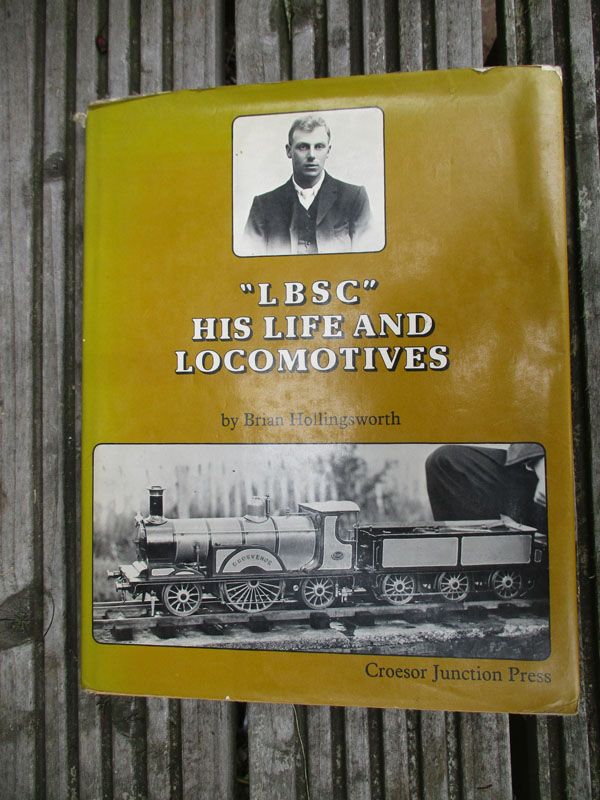 "LBSC"
HIS LIFE AND
LOCOMOTIVES
by Brian Hollingsworth
Croesor Junction Press